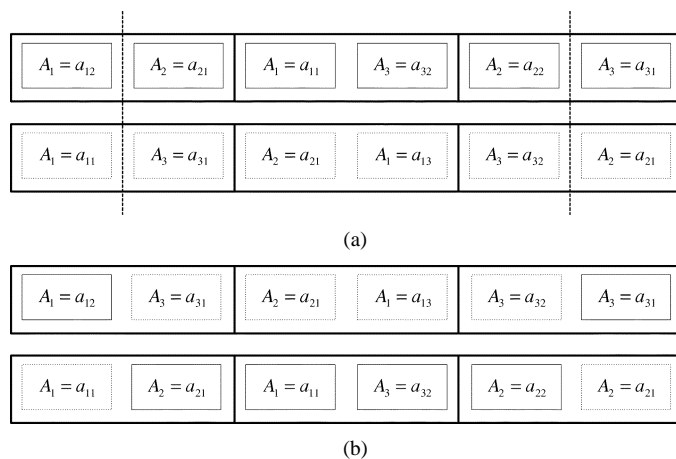 A₁ = a₁₂ A₂ = a₂₁ A₁ = a₁₁ A₃ = a₃₂ A₂ = a₂₂ A₃ = a₃₁
A₁ = a₁₁ A₃ = a₃₁ A₂ = a₂₁ A₁ = a₁₃ A₃ = a₃₂ A₂ = a₂₁
(a)
A₁ = a₁₂ A₃ = a₃₁ A₂ = a₂₁ A₁ = a₁₃ A₃ = a₃₂ A₃ = a₃₁
A₁ = a₁₁ A₂ = a₂₁ A₁ = a₁₁ A₃ = a₃₂ A₂ = a₂₂ A₂ = a₂₁
(b)